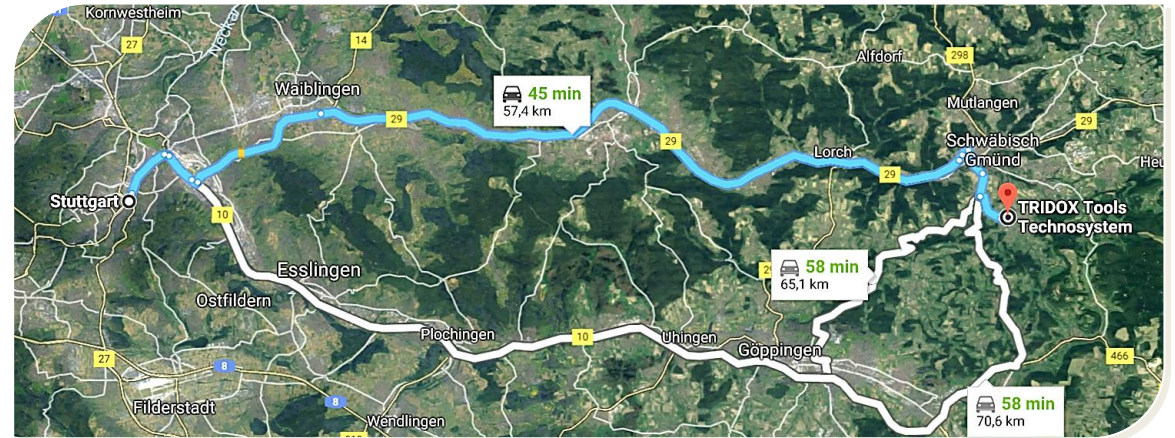 Kornwestheim
27
Neckar
14
Alfdorf
298
Waiblingen
45 min
57,4 km
29
Mutlangen
29
29
Schwäbisch
Gmünd
Lorch
29
Stuttgart
TRIDOX Tools
Technosystem
10
Esslingen
58 min
65,1 km
Ostfildern
Plochingen
10
Uhingen
Göppingen
27
8
466
8
58 min
70,6 km
Filderstadt
Wendlingen